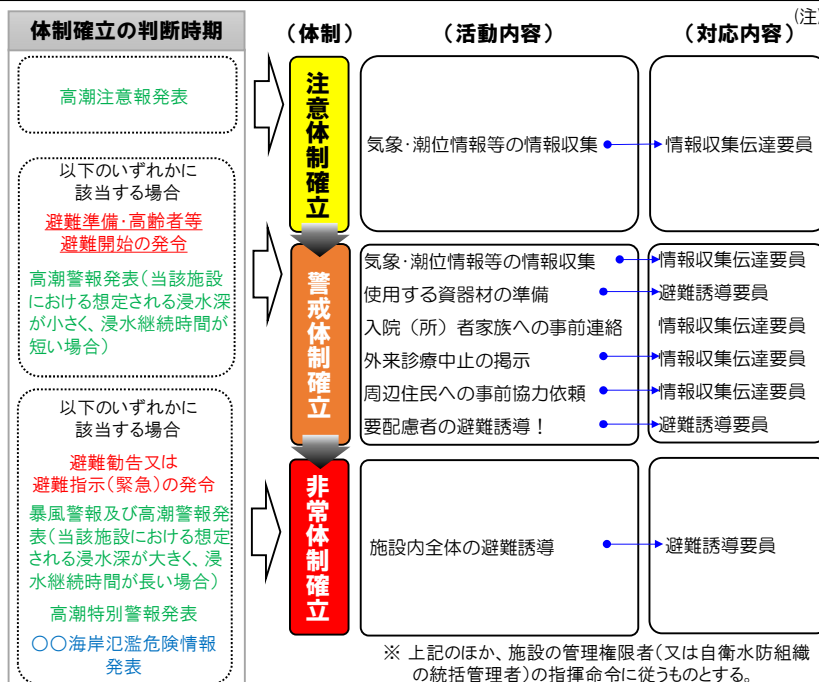 (注)
体制確立の判断時期
(体制)
(活動内容)
(対応内容)
高潮注意報発表
注意体制確立
気象・潮位情報等の情報収集
情報収集伝達要員
以下のいずれかに
該当する場合
避難準備・高齢者等
避難開始の発令
高潮警報発表(当該施設
における想定される浸水深
が小さく、浸水継続時間が
短い場合)
警戒体制確立
気象・潮位情報等の情報収集
情報収集伝達要員
使用する資器材の準備
避難誘導要員
入院(所)者家族への事前連絡
情報収集伝達要員
外来診療中止の掲示
情報収集伝達要員
周辺住民への事前協力依頼
情報収集伝達要員
要配慮者の避難誘導!
避難誘導要員
以下のいずれかに
該当する場合
避難勧告又は
避難指示(緊急)の発令
暴風警報及び高潮警報発
表(当該施設における想定
される浸水深が大きく、浸
水継続時間が長い場合)
高潮特別警報発表
〇〇海岸氾濫危険情報
発表
非常体制確立
施設内全体の避難誘導
避難誘導要員
※ 上記のほか、施設の管理権限者(又は自衛水防組織
の統括管理者)の指揮命令に従うものとする。